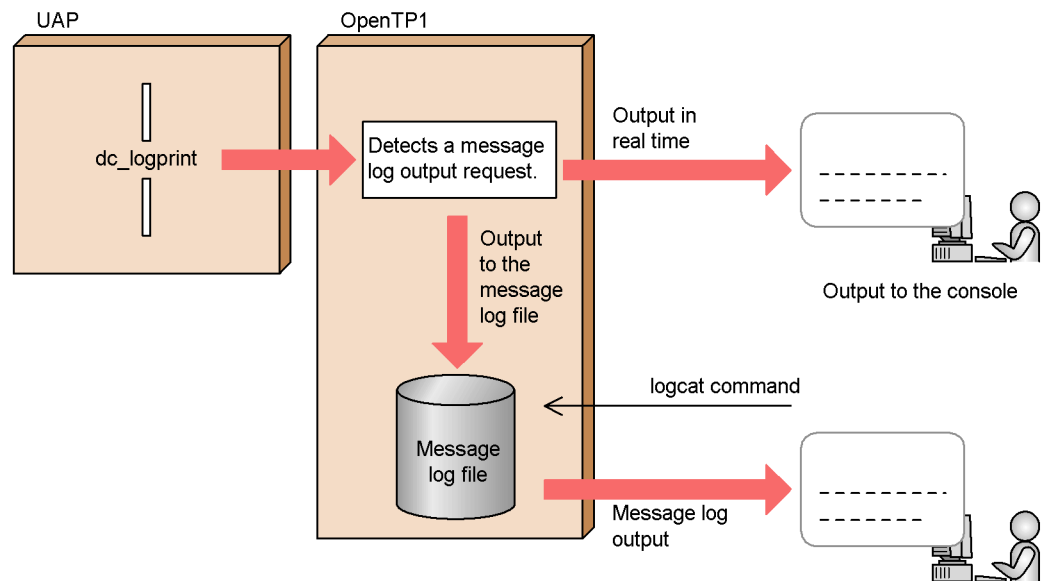 UAP
OpenTP1
dc_logprint
Detects a message
log output request.
Output in
real time
Output
to the
message
log file
Output to the console
logcat command
Message
log file
Message log
output